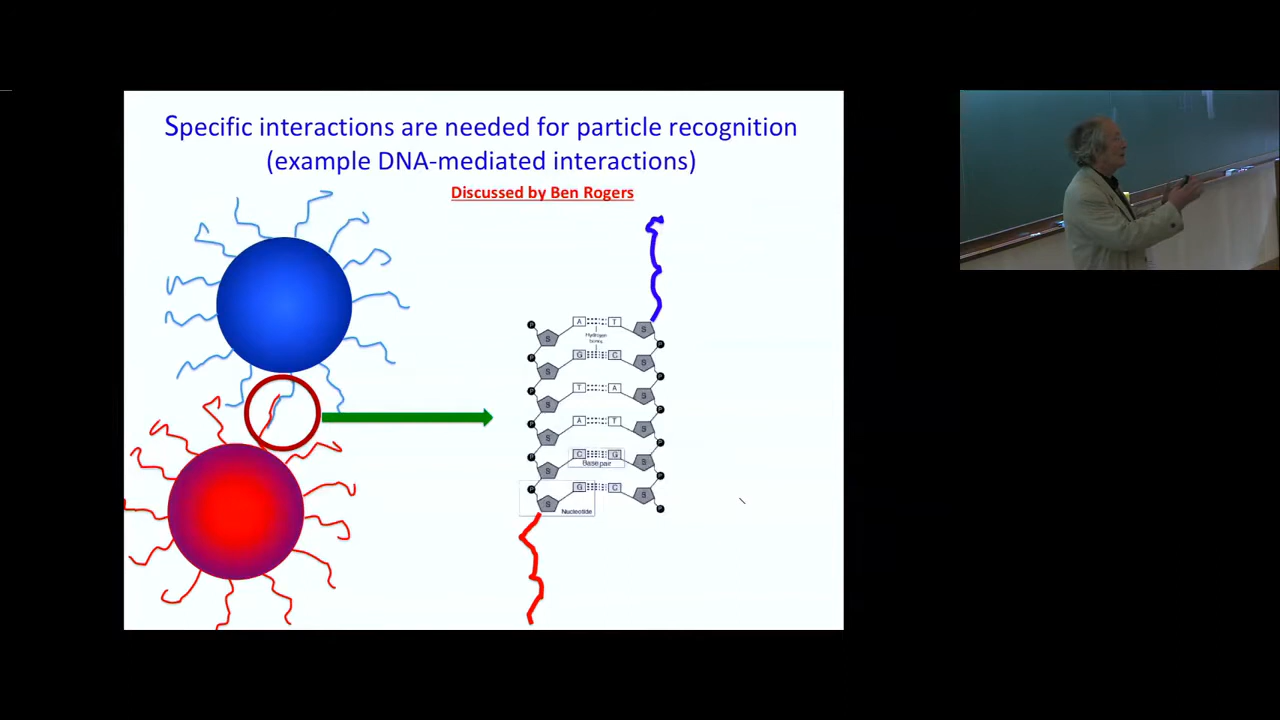 Specific interactions are needed for particle recognition
(example DNA-mediated interactions)
Discussed by Ben Rogers
A T
Hydrogen
P S S P
G C
P S S P
T A
P S S P
A T
P S S P
C G
Base pair
P S S P
G C
P S S P
Nucleotide